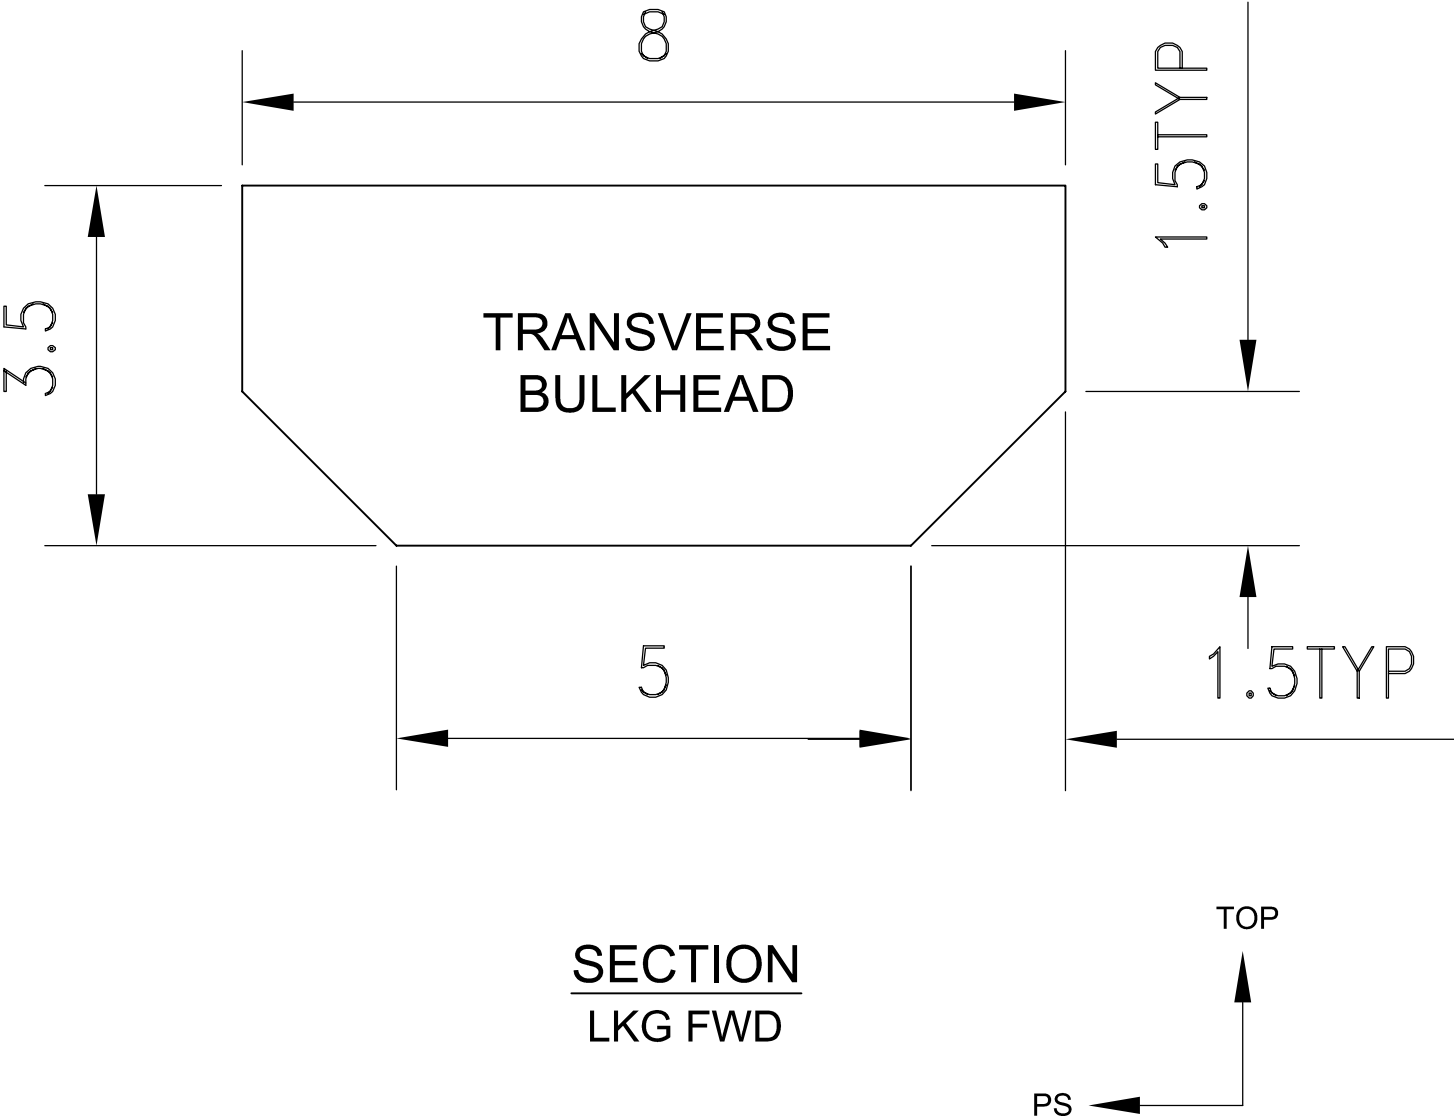 8
1.5TYP
3.5
TRANSVERSE
BULKHEAD
5
1.5TYP
SECTION
LKG FWD
TOP
PS